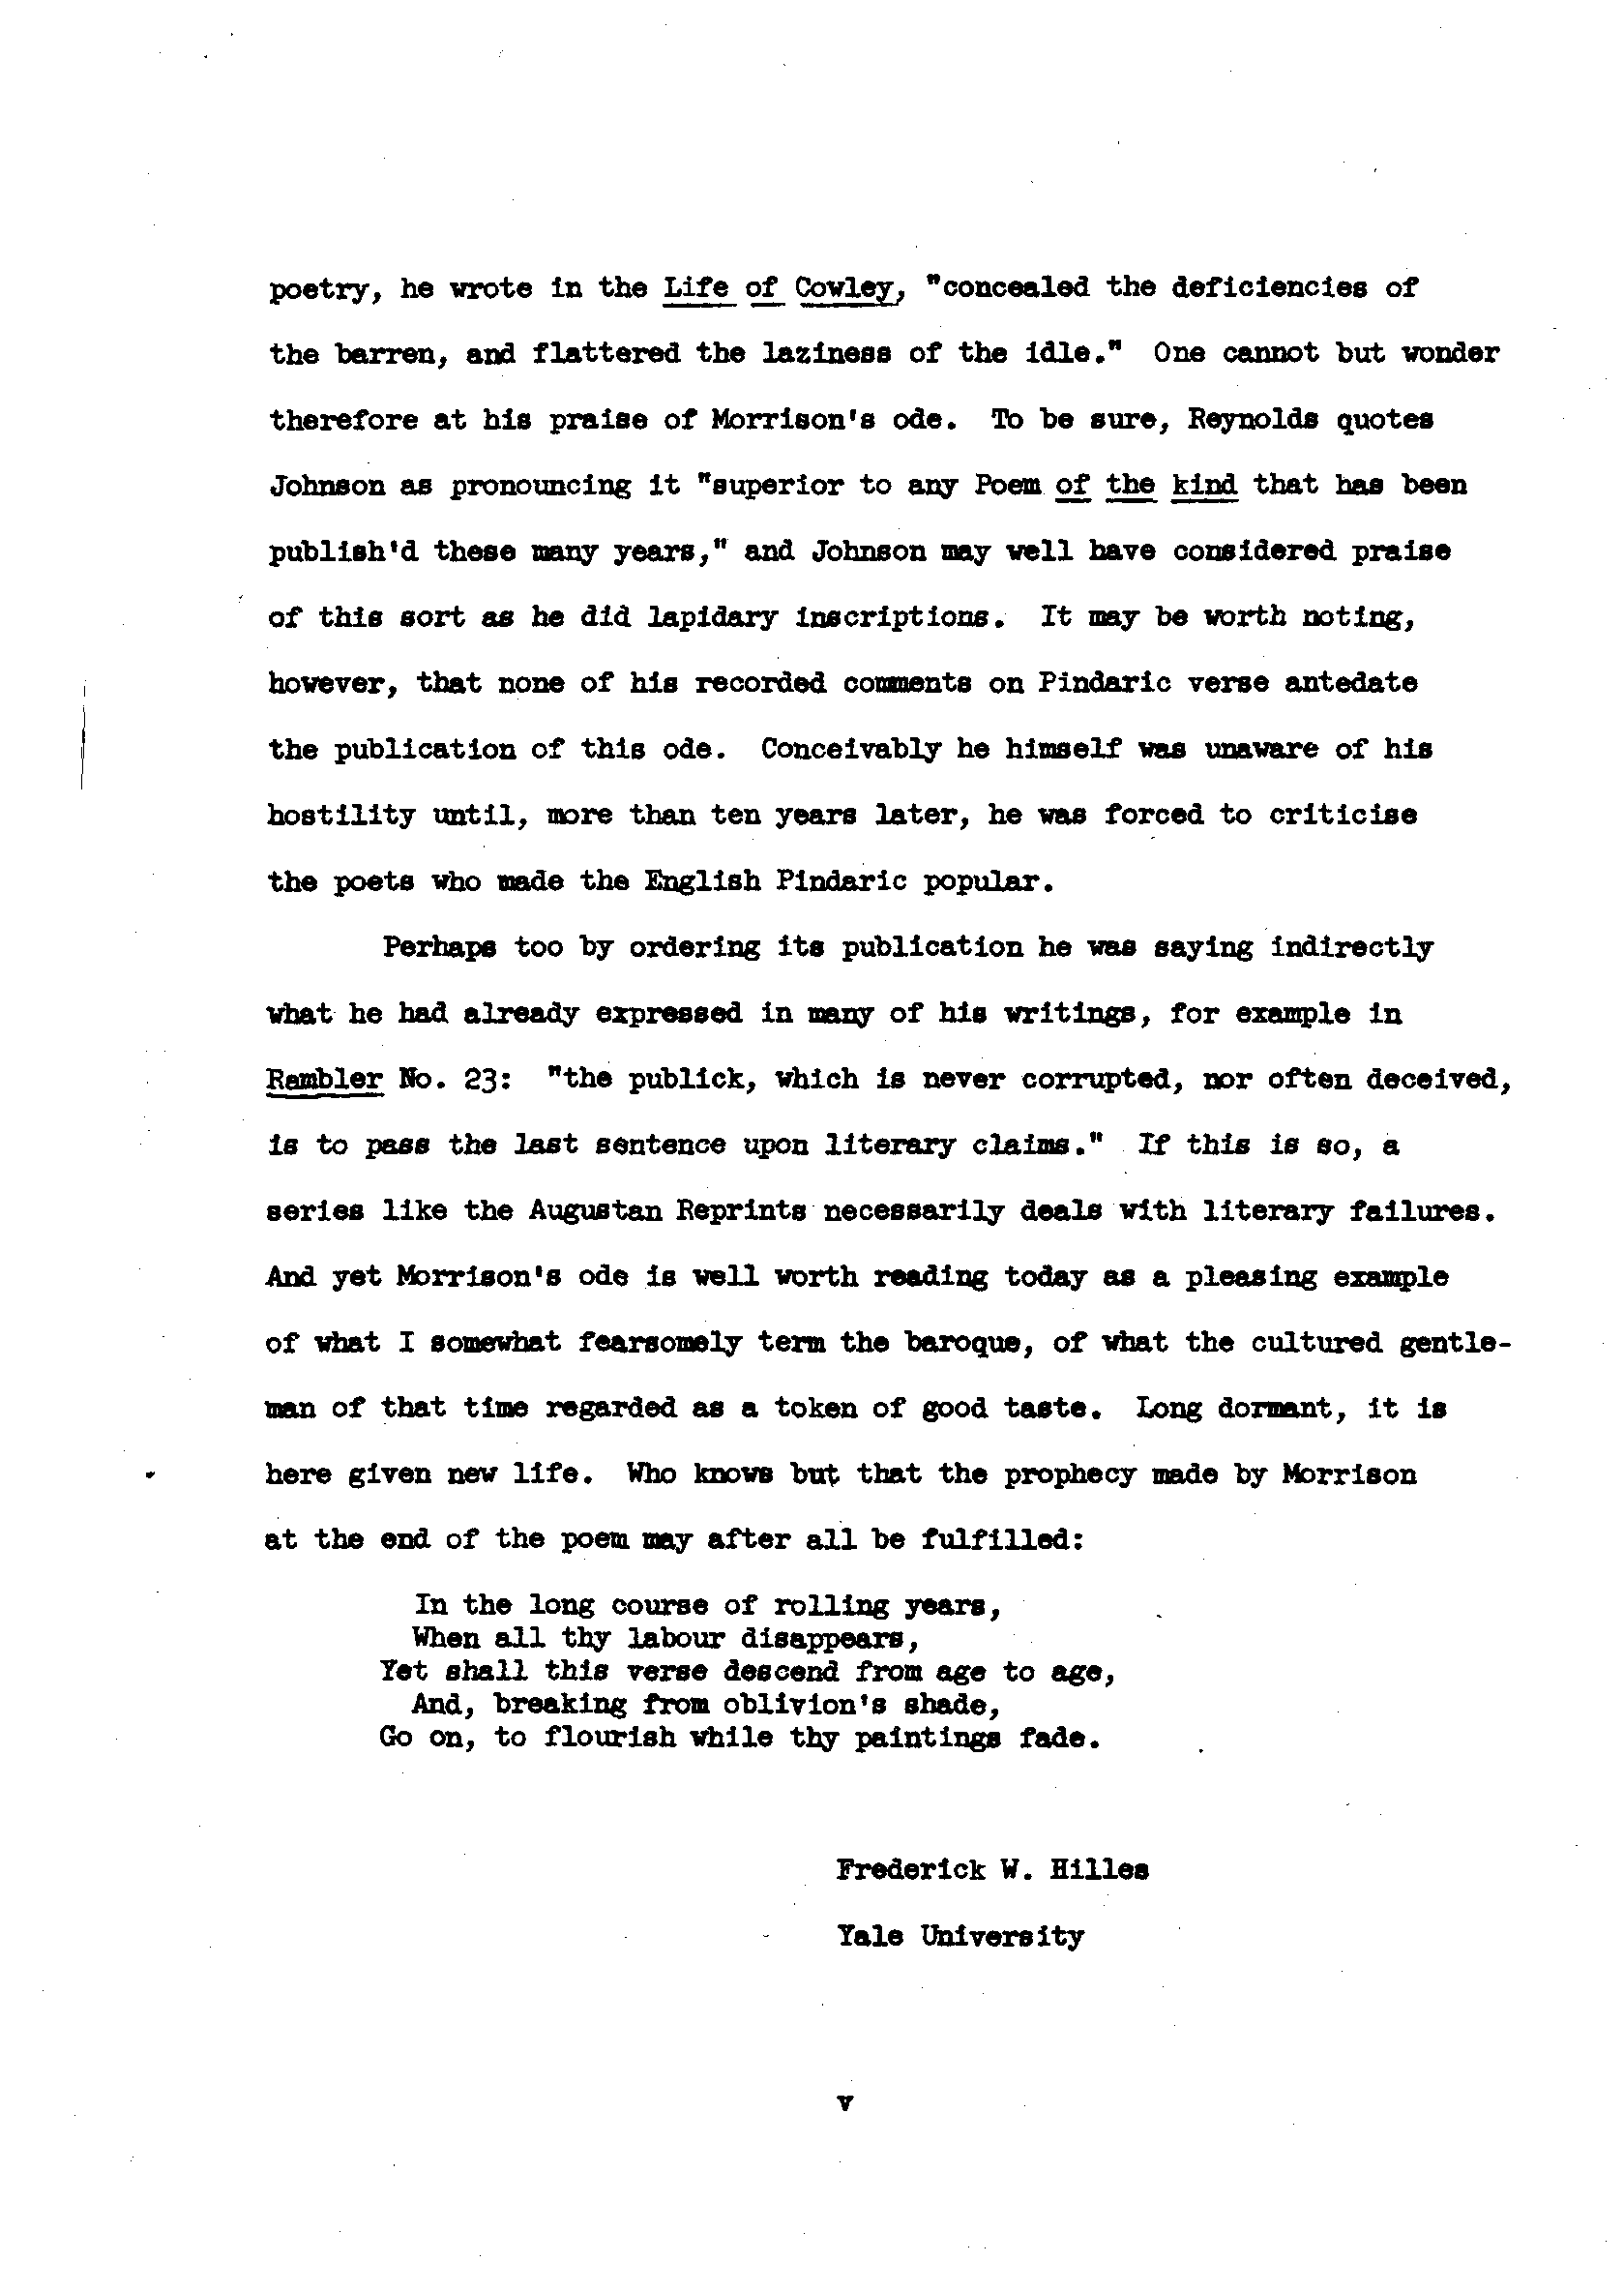 poetry, he wrote in the Life of Cowley, "concealed the deficiencies of
the barren, and flattered the laziness of the idle."  One cannot but wonder
therefore at his praise of Morrison's ode.  To be sure, Reynolds quotes
Johnson as pronouncing it "superior to any Poem of the kind that has been
publish'd these many years," and Johnson may well have considered praise
of this sort as he did lapidary inscriptions.  It may be worth noting,
however, that none of his recorded comments on Pindaric verse antedate
the publication of this ode.  Conceivably he himself was unaware of his
hostility until, more than ten years later, he was forced to criticise
the poets who made the English Pindaric popular.
Perhaps too by ordering its publication he was saying indirectly
what he had already expressed in many of his writings, for example in
Rambler No. 23:  "the publick, which is never corrupted, nor often deceived,
is to pass the last sentence upon literary claims."  If this is so, a
series like the Augustan Reprints necessarily deals with literary failures.
And yet Morrison's ode is well worth reading today as a pleasing example
of what I somewhat fearsomely term the baroque, of what the cultured gentle-
man of that time regarded as a token of good taste.  Long dormant, it is
here given new life.  Who knows but that the prophecy made by Morrison
at the end of the poem may after all be fulfilled:
In the long course of rolling years,
When all thy labour disappears,
Yet shall this verse descend from age to age,
And, breaking from oblivion's shade,
Go on, to flourish while thy paintings fade.
Frederick W. Hilles
Yale University
v